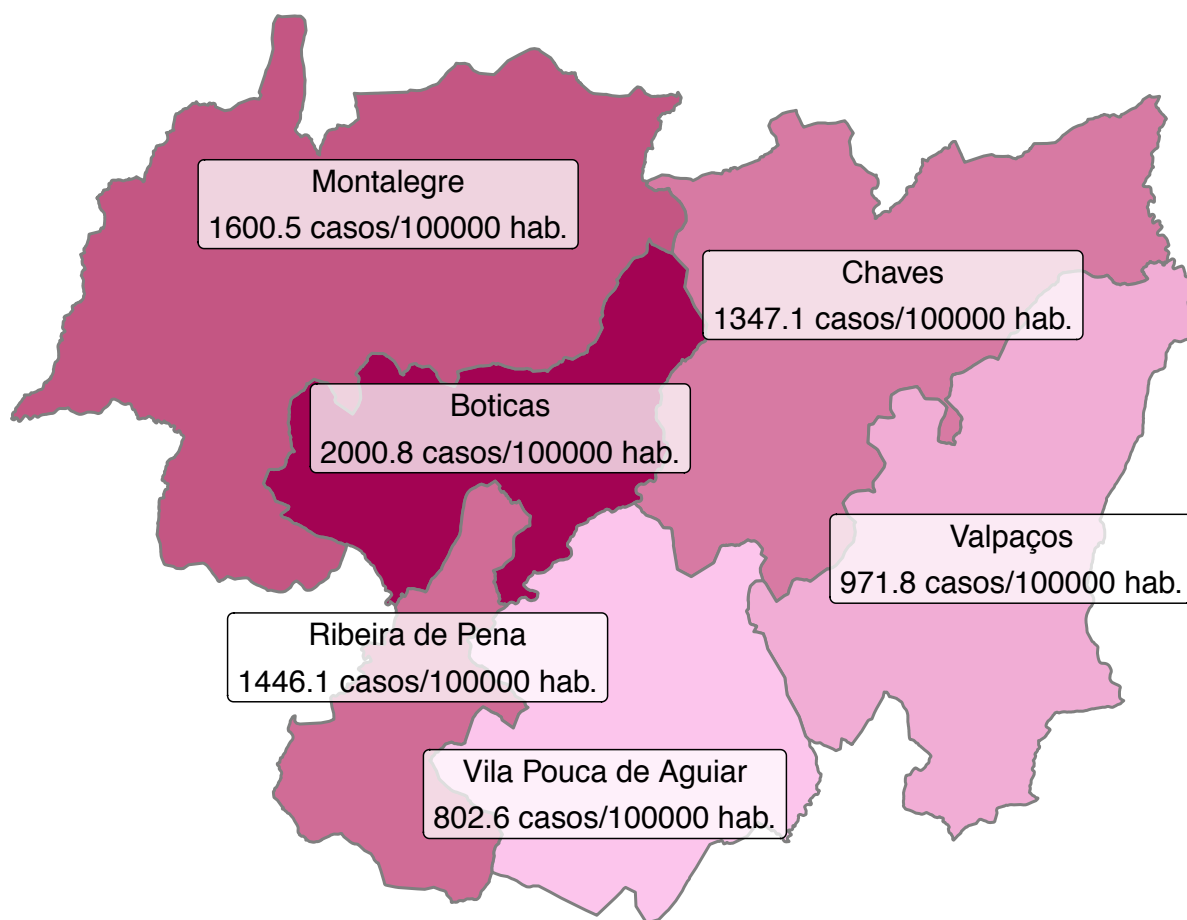 Montalegre
1600.5 casos/100000 hab.
Chaves
1347.1 casos/100000 hab.
Boticas
2000.8 casos/100000 hab.
Valpaços
971.8 casos/100000 hab.
Ribeira de Pena
1446.1 casos/100000 hab.
Vila Pouca de Aguiar
802.6 casos/100000 hab.